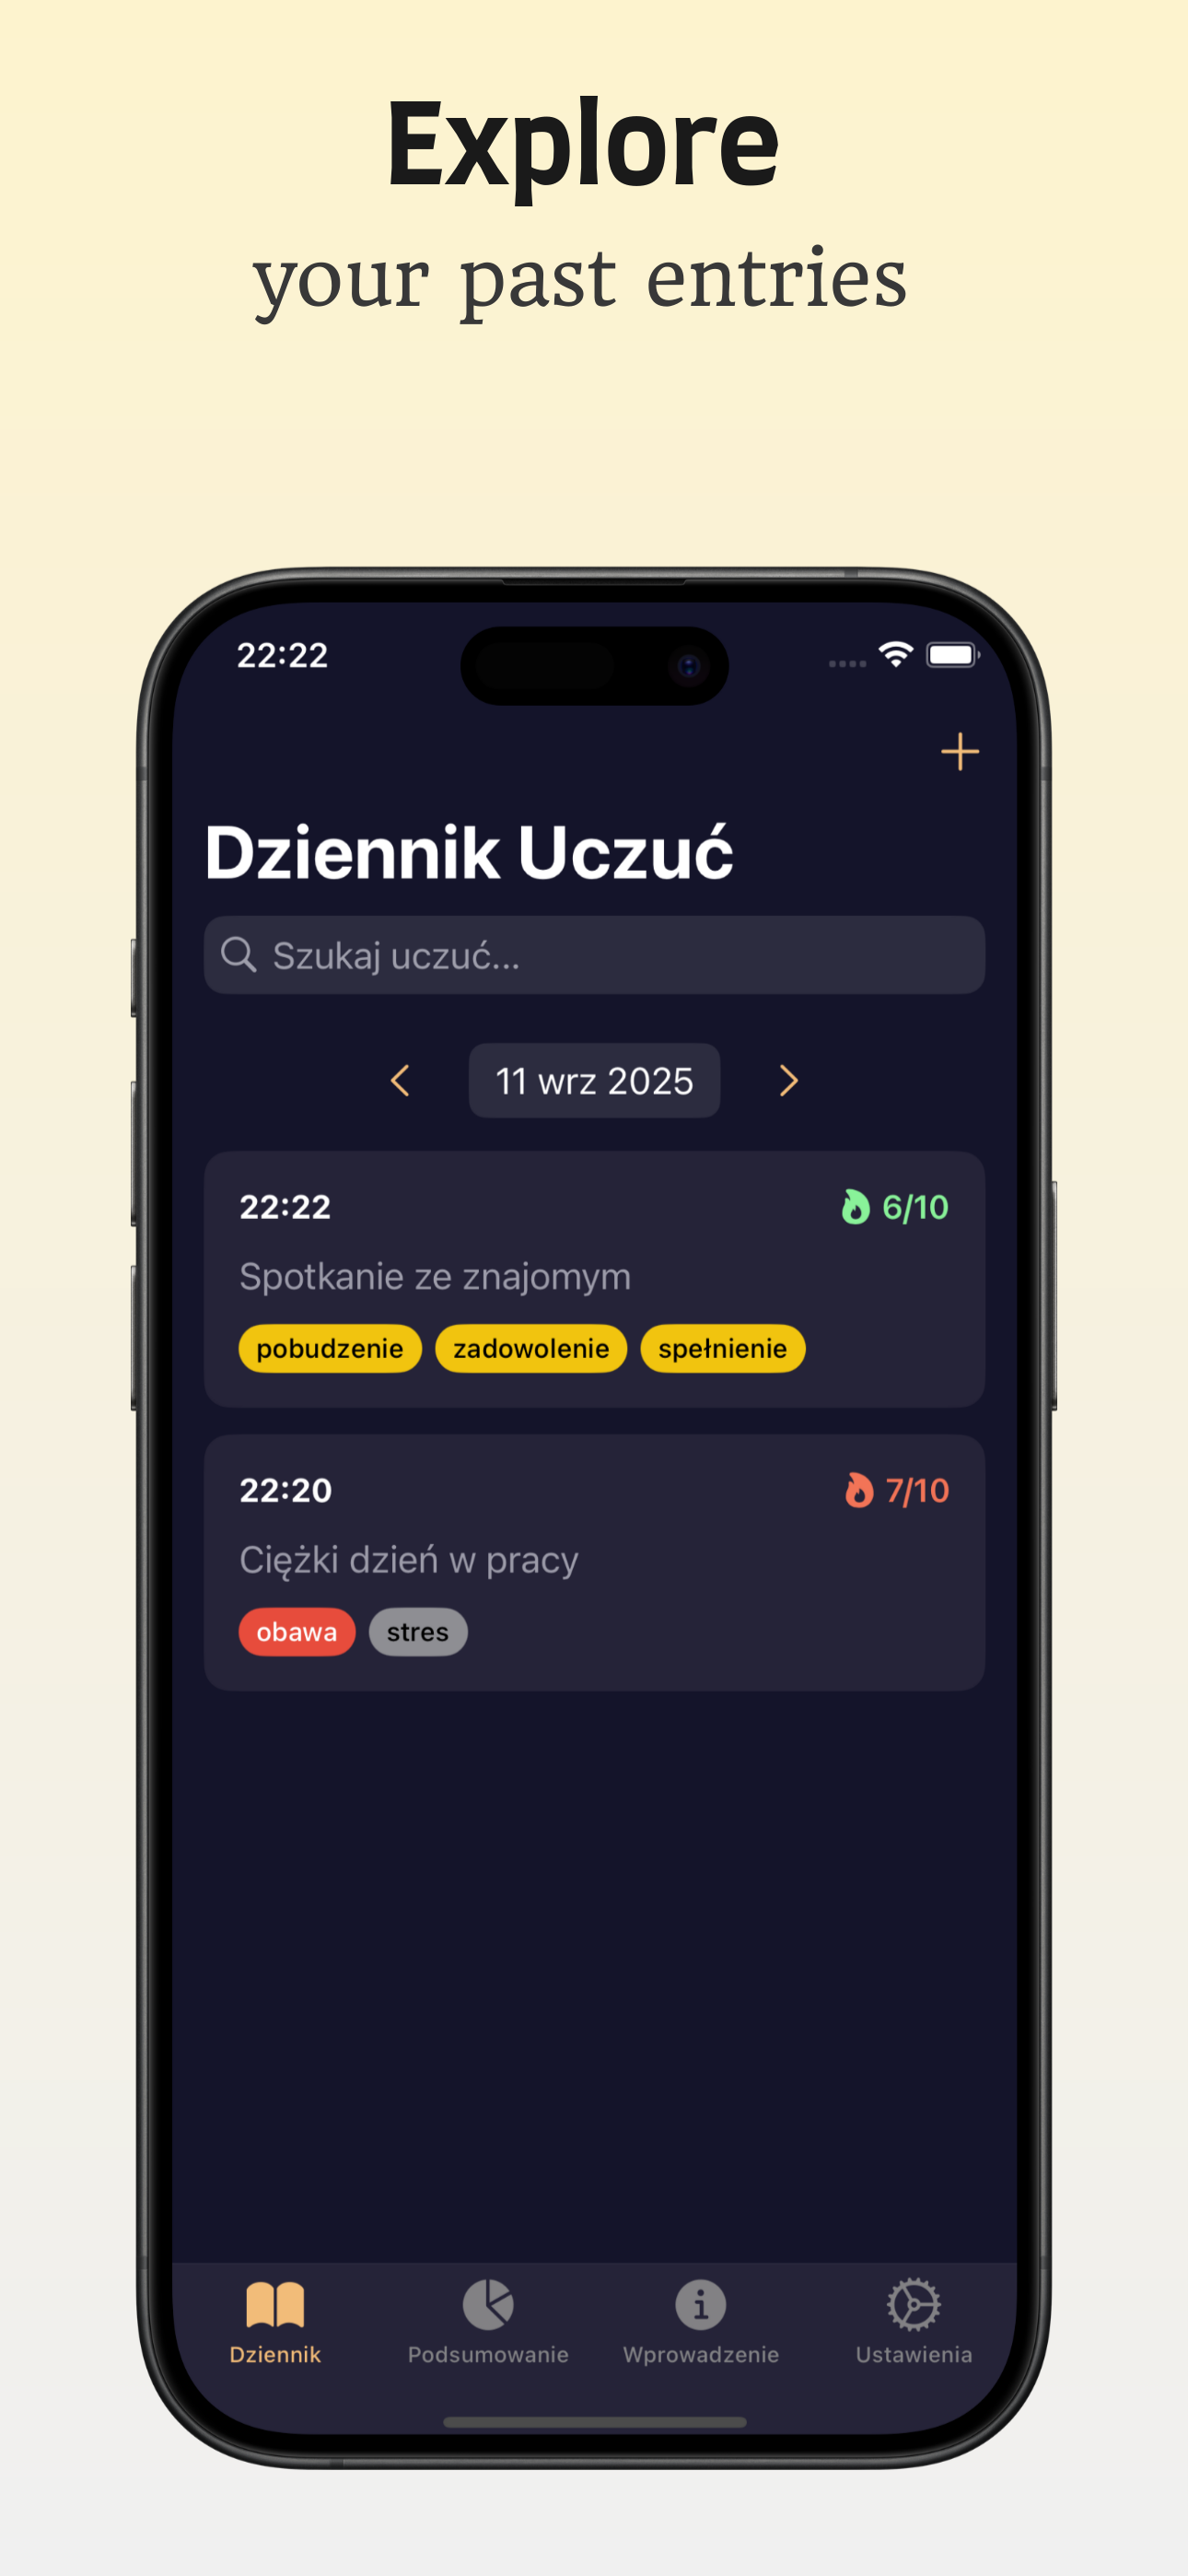 Explore
your past entries
22:22
Dziennik Uczuć
Szukaj uczuć...
11 wrz 2025
22:22 6/10
Spotkanie ze znajomym
pobudzenie zadowolenie spełnienie
22:20 7/10
Ciężki dzień w pracy
obawa stres
Dziennik Podsumowanie Wprowadzenie Ustawienia